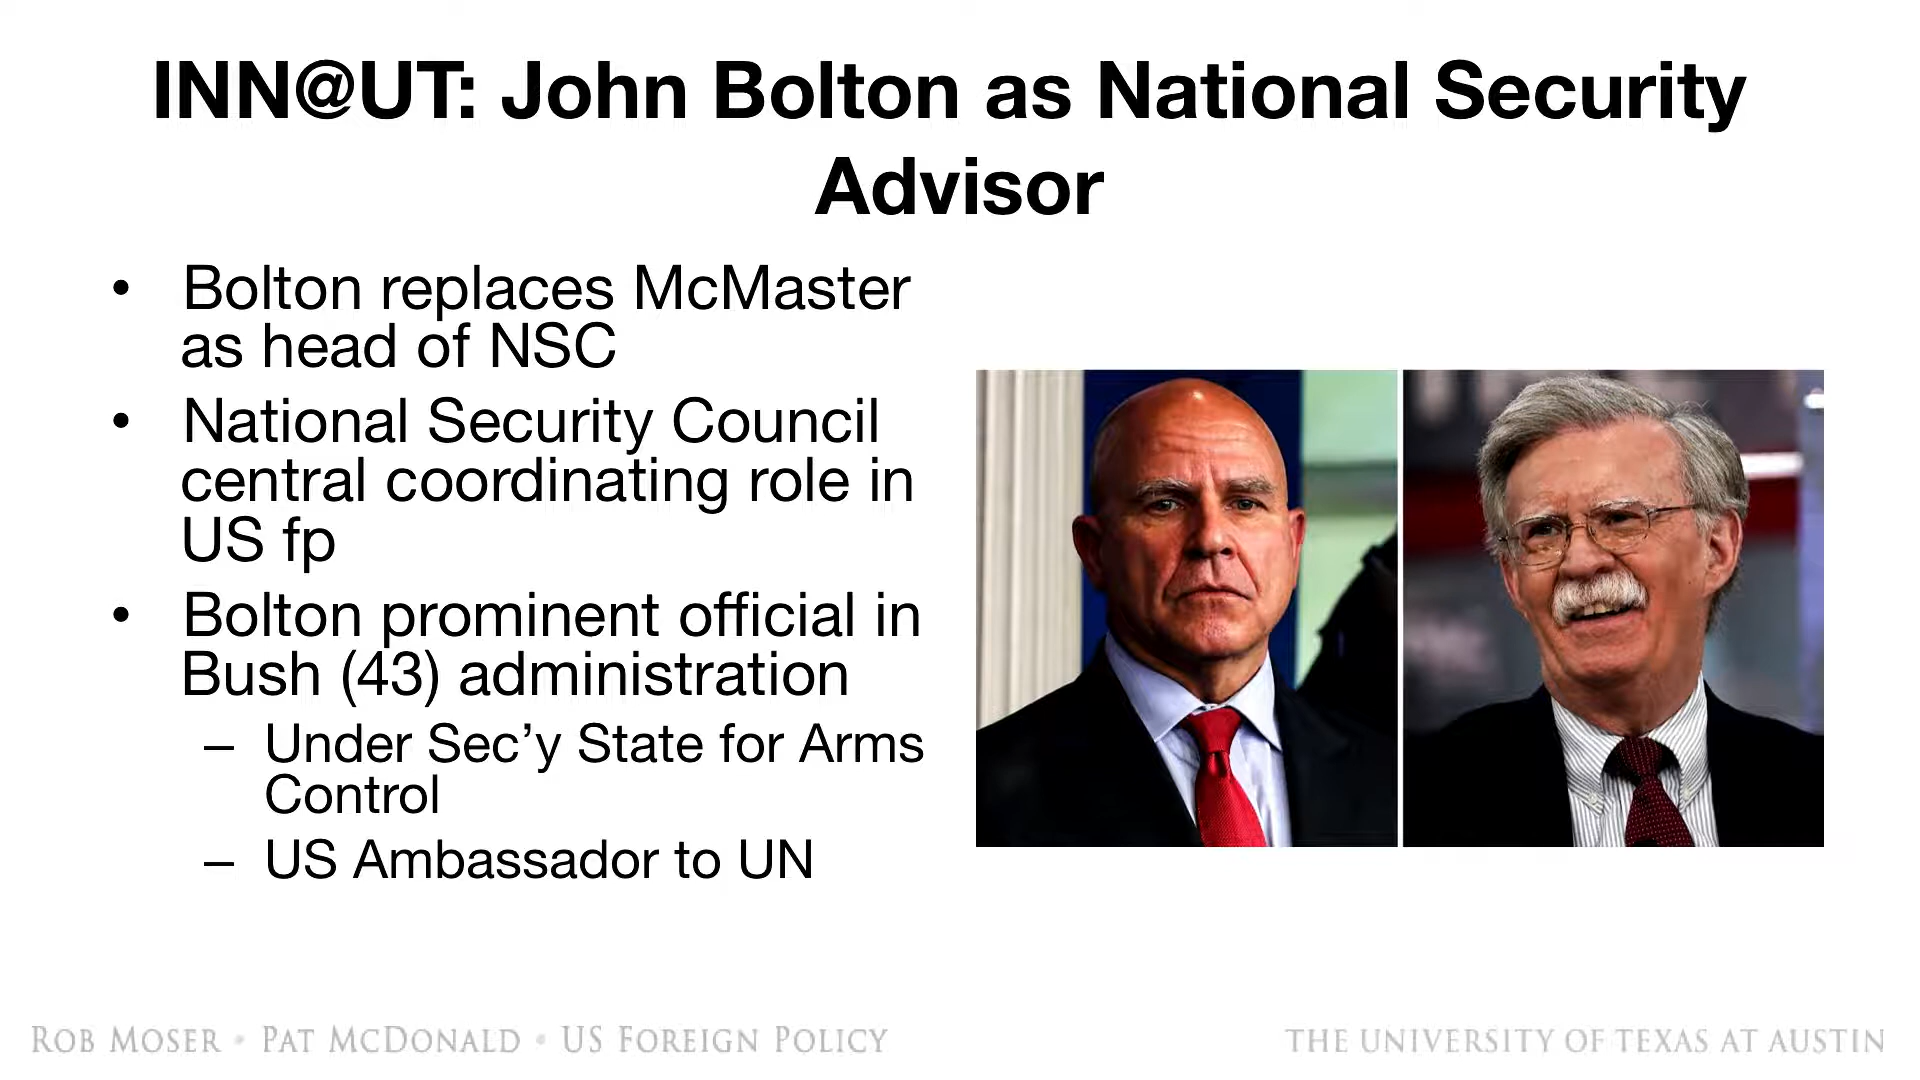 INN@UT: John Bolton as National Security
Advisor
• Bolton replaces McMaster
as head of NSC
• National Security Council
central coordinating role in
US fp
• Bolton prominent official in
Bush (43) administration
– Under Sec’y State for Arms
Control
– US Ambassador to UN
ROB MOSER • PAT MCDONALD • US FOREIGN POLICY
THE UNIVERSITY OF TEXAS AT AUSTIN